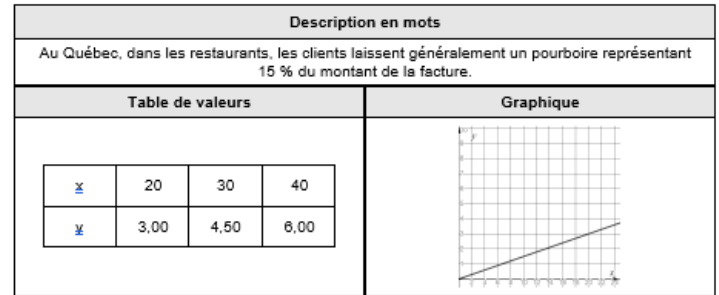 Description en mots
Au Québec, dans les restaurants, les clients laissent généralement un pourboire représentant
15 % du montant de la facture.
Table de valeurs
Graphique
x 20 30 40
y 3,00 4,50 6,00
y
x